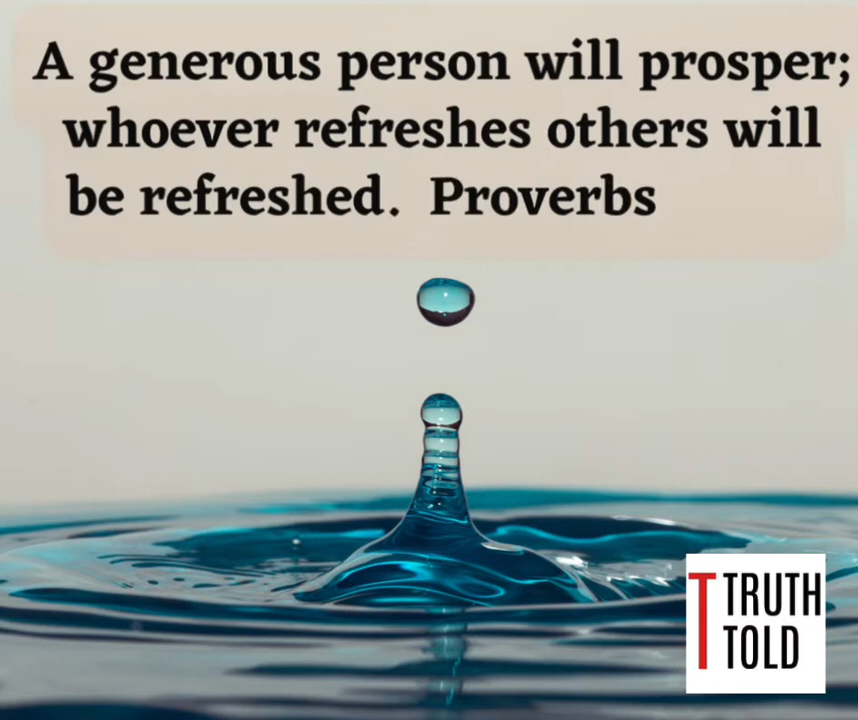 A generous person will prosper;
whoever refreshes others will
be refreshed. Proverbs
T TRUTH
TOLD